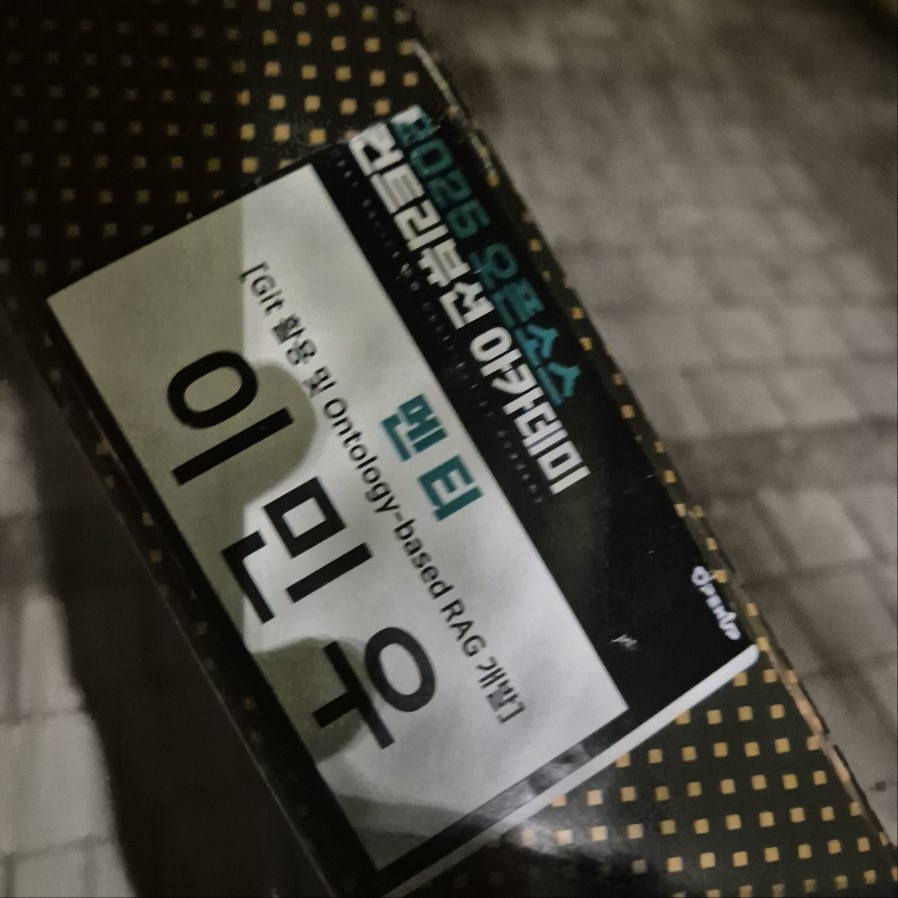 2025 오픈소스
컨트리뷰션 아카데미
OPENUP
멘티
[Git 활용 및 Ontology-based RAG 개발]
이민우